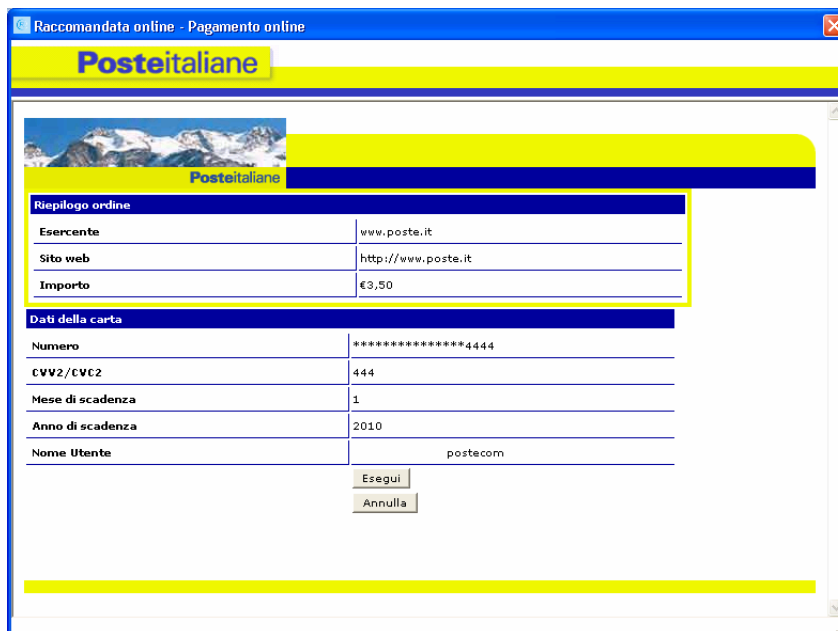 Raccomandata online - Pagamento online
Posteitaliane
Posteitaliane
Riepilogo ordine
Esercente www.poste.it
Sito web http://www.poste.it
Importo €3,50
Dati della carta
Numero ***************4444
CVV2/CVC2 444
Mese di scadenza 1
Anno di scadenza 2010
Nome Utente postecom
Esegui
Annulla